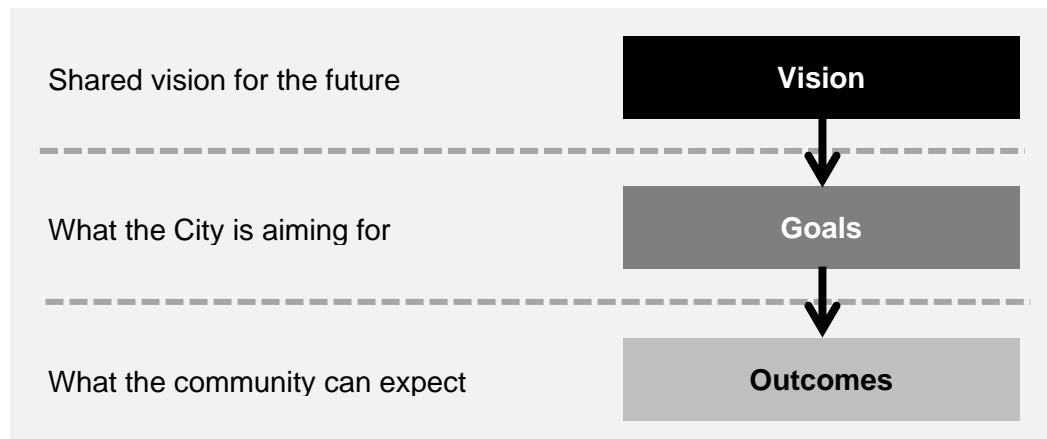 Shared vision for the future
Vision
What the City is aiming for
Goals
What the community can expect
Outcomes